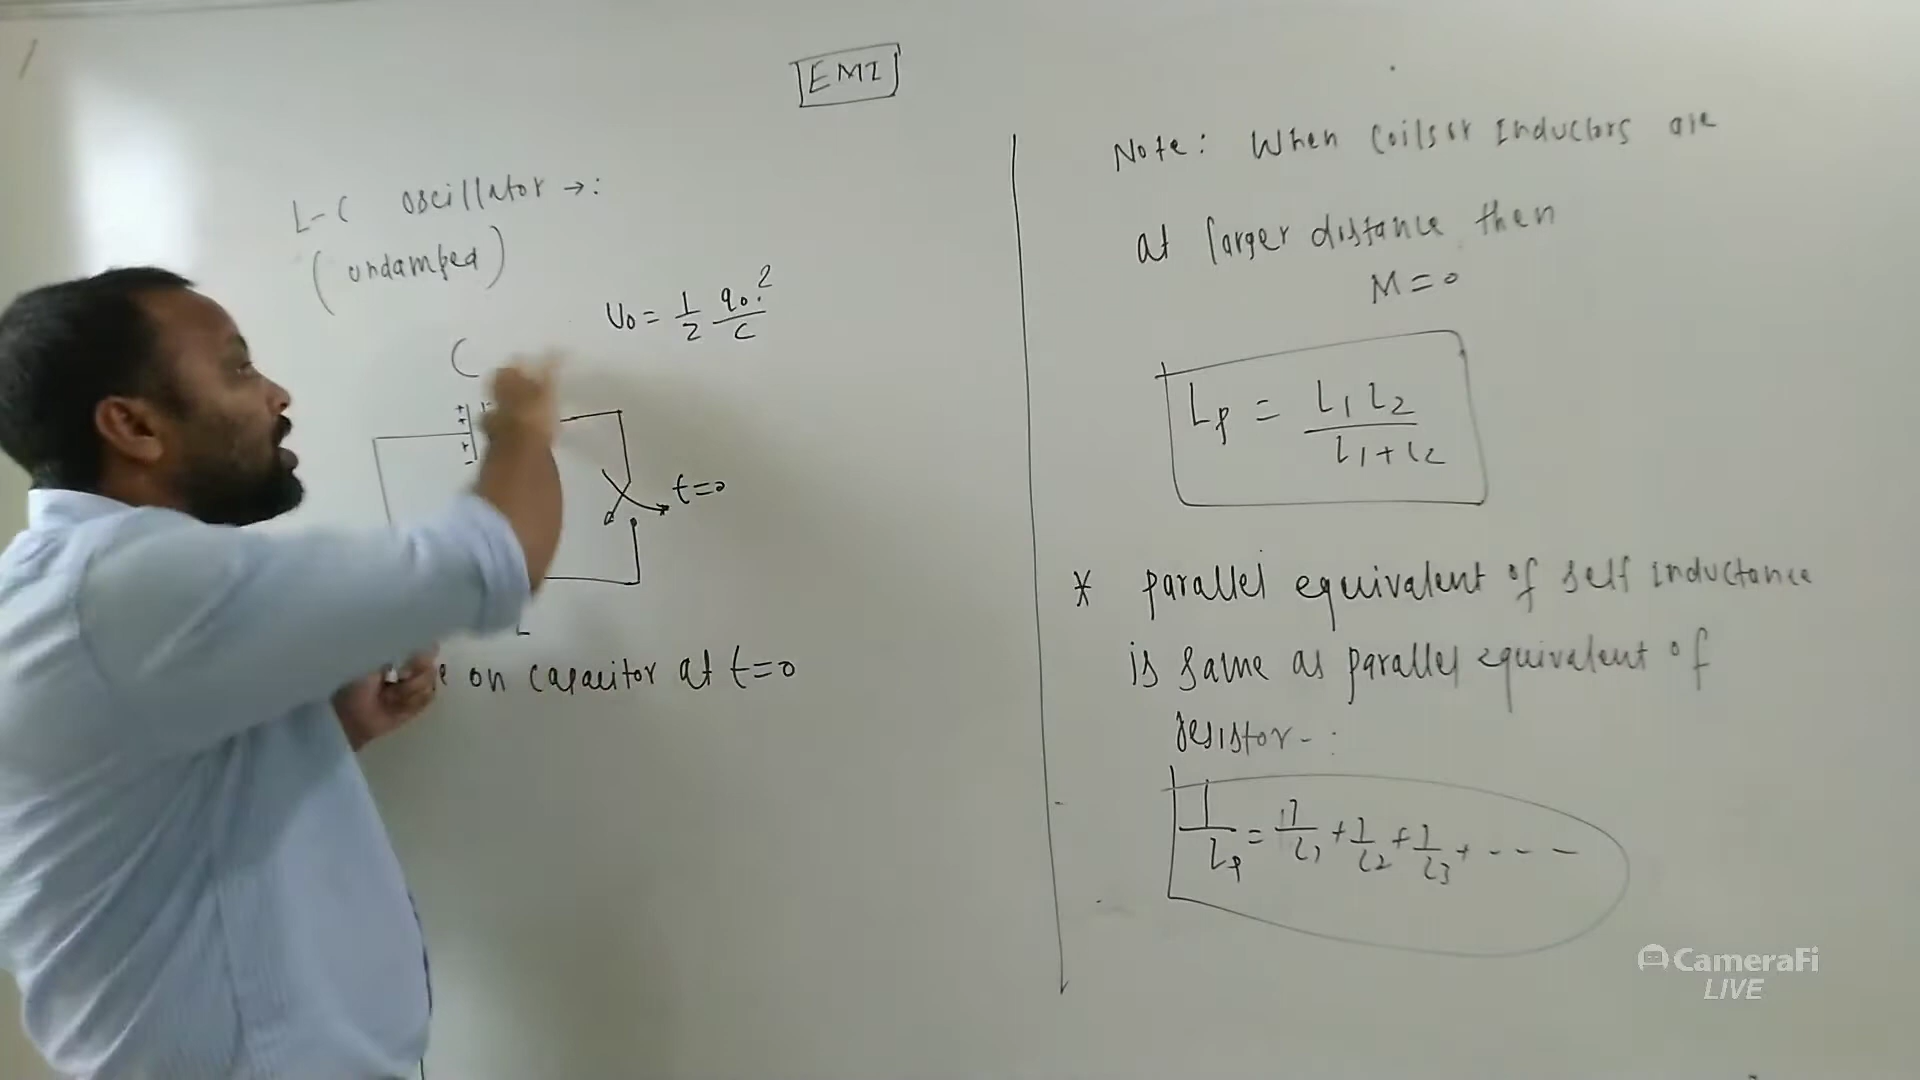 EMI
L-C oscillator →:
(undamped)
U0 = 1/2 q0²/C
C
+
+
+
t=0
L
on capacitor at t=0
Note: When coils or Inductors are
at larger distance then
M=0
Lp = L1 L2 / L1+L2
* parallel equivalent of self inductance
is same as parallel equivalent of
resistor-:
1/Lp = 1/L1 + 1/L2 + 1/L3 + - - -
CameraFi
LIVE